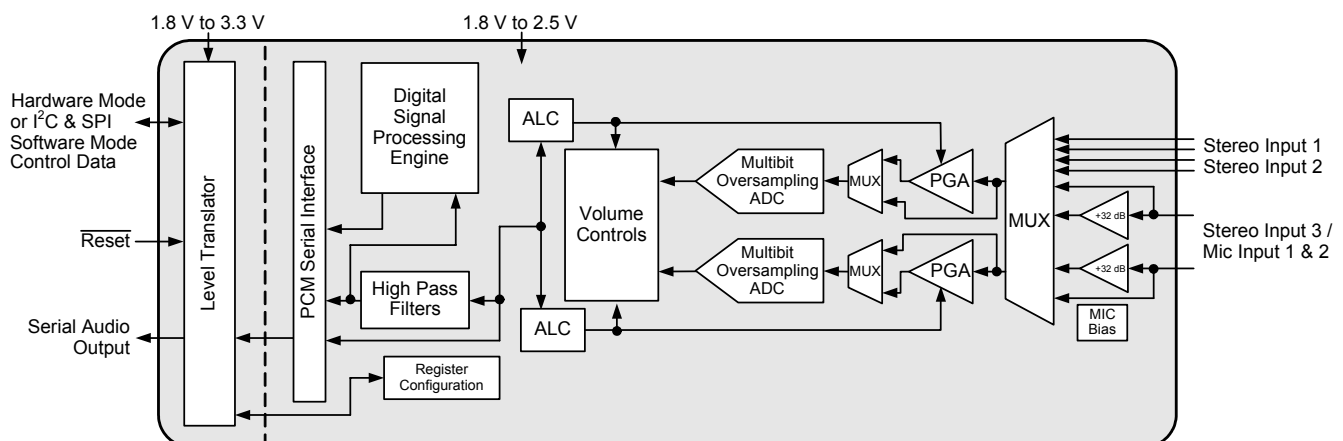 1.8 V to 3.3 V
1.8 V to 2.5 V
Hardware Mode
or I²C & SPI
Software Mode
Control Data
Reset
Serial Audio
Output
Level Translator
PCM Serial Interface
Digital
Signal
Processing
Engine
High Pass
Filters
Register
Configuration
ALC
ALC
Volume
Controls
Multibit
Oversampling
ADC
Multibit
Oversampling
ADC
MUX
MUX
PGA
PGA
MUX
+32 dB
+32 dB
MIC
Bias
Stereo Input 1
Stereo Input 2
Stereo Input 3 /
Mic Input 1 & 2